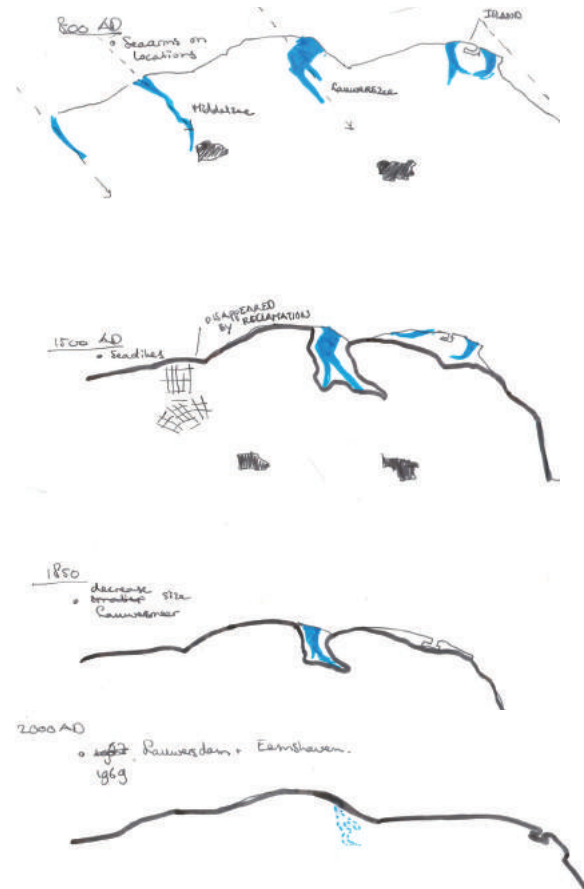 800 AD
• Seaarms on
locations
ISLAND
Middelzee
Lauwerszee
1500 AD
• Seadikes
DISAPPEARED
BY RECLAMATION
1850
decrease
• smaller size
Lauwersmeer
2000 AD
• Lauwersdam + Eemshaven.
1969